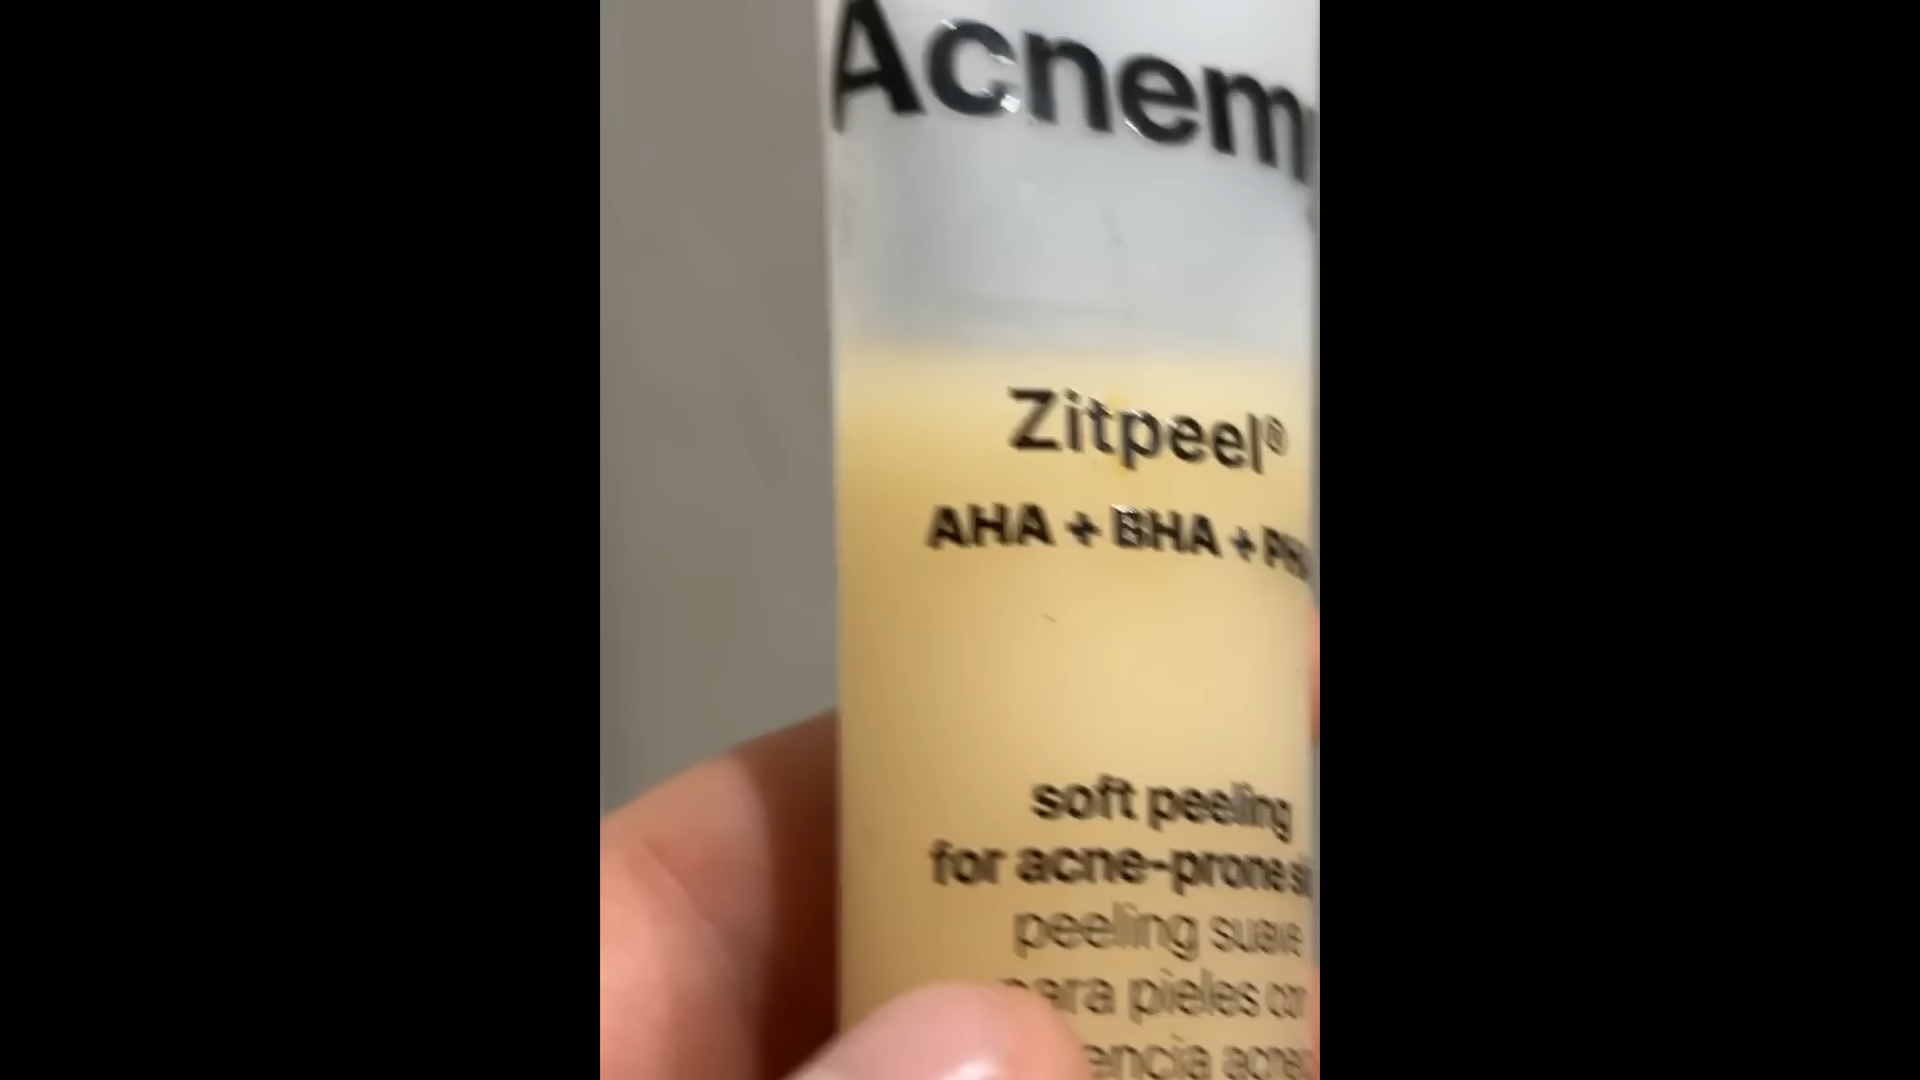 Acnem
Zitpeel®
AHA + BHA +
soft peeling
for acne-prone
peeling suave
para pieles